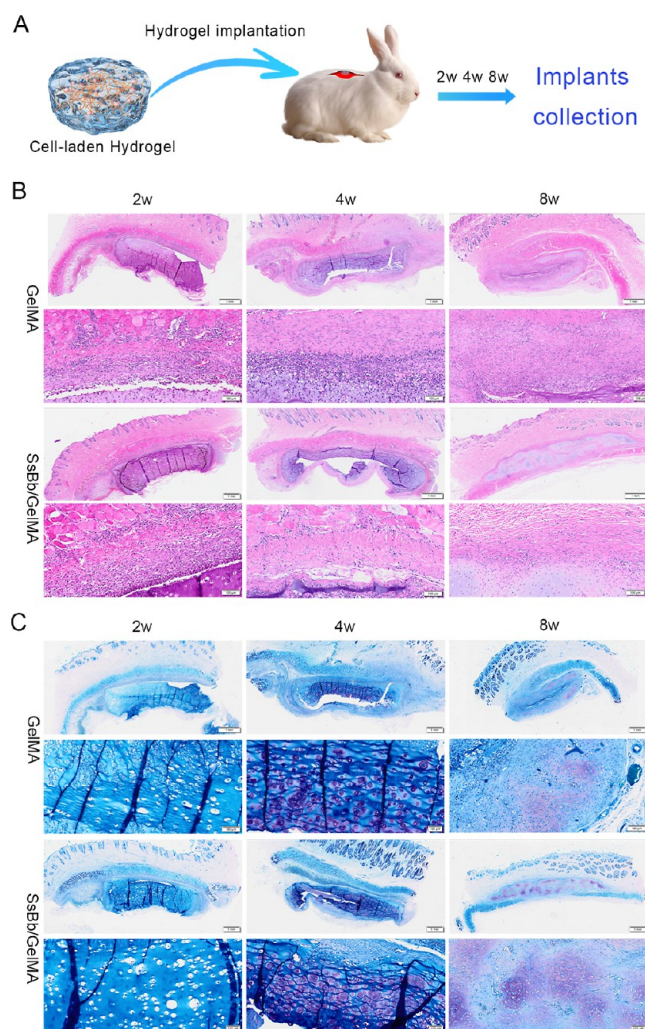 A
Hydrogel implantation
2w 4w 8w
Implants
collection
Cell-laden Hydrogel
B
2w 4w 8w
GelMA
SsBb/GelMA
C
2w 4w 8w
GelMA
SsBb/GelMA